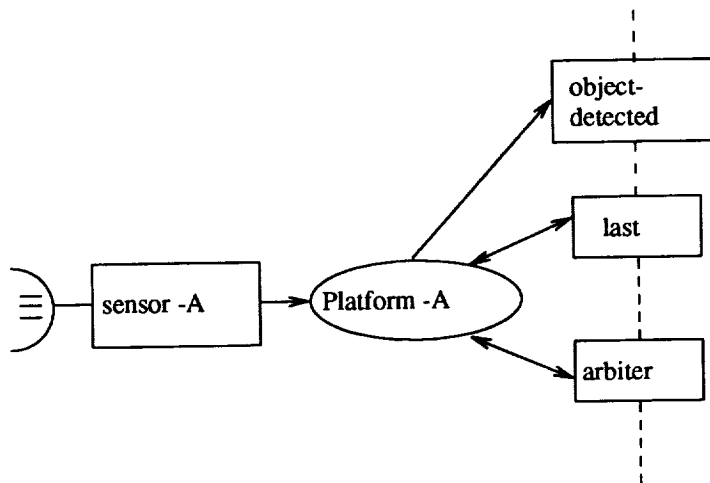 object-
detected
last
sensor -A
Platform -A
arbiter